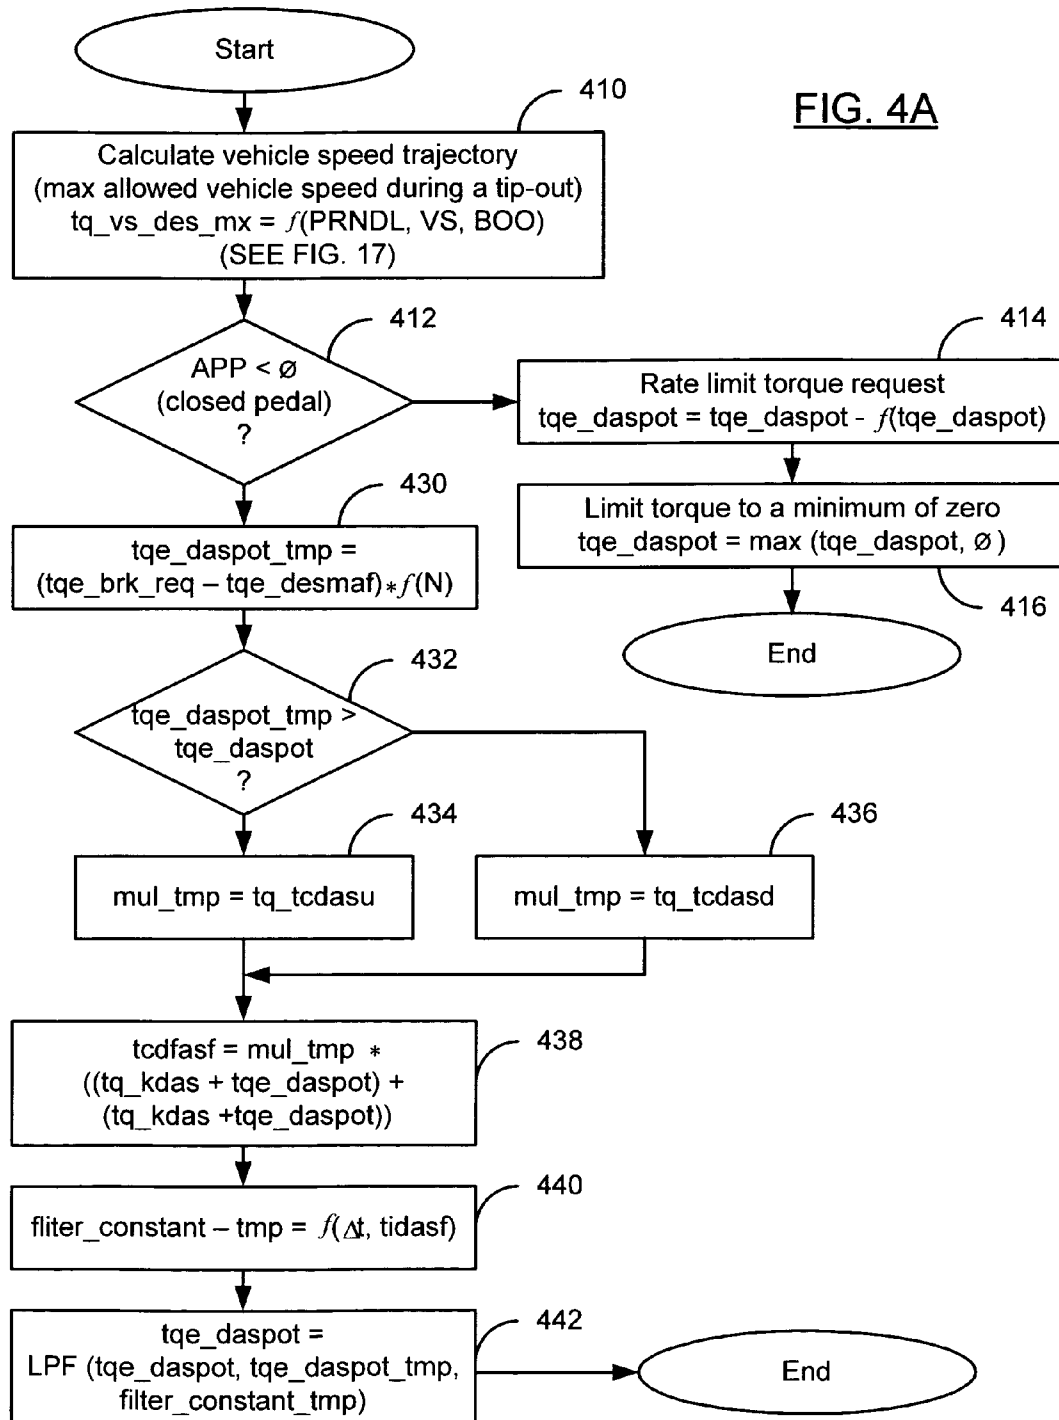 Start
FIG. 4A
410
Calculate vehicle speed trajectory
(max allowed vehicle speed during a tip-out)
tq_vs_des_mx = f(PRNDL, VS, BOO)
(SEE FIG. 17)
412
APP < ø
(closed pedal)
?
414
Rate limit torque request
tqe_daspot = tqe_daspot - f(tqe_daspot)
Limit torque to a minimum of zero
tqe_daspot = max (tqe_daspot, ø )
416
End
430
tqe_daspot_tmp =
(tqe_brk_req – tqe_desmaf)*f(N)
432
tqe_daspot_tmp >
tqe_daspot
?
434
mul_tmp = tq_tcdasu
436
mul_tmp = tq_tcdasd
438
tcdfasf = mul_tmp *
((tq_kdas + tqe_daspot) +
(tq_kdas +tqe_daspot))
440
fliter_constant – tmp = f(Δt, tidasf)
442
tqe_daspot =
LPF (tqe_daspot, tqe_daspot_tmp,
filter_constant_tmp)
End